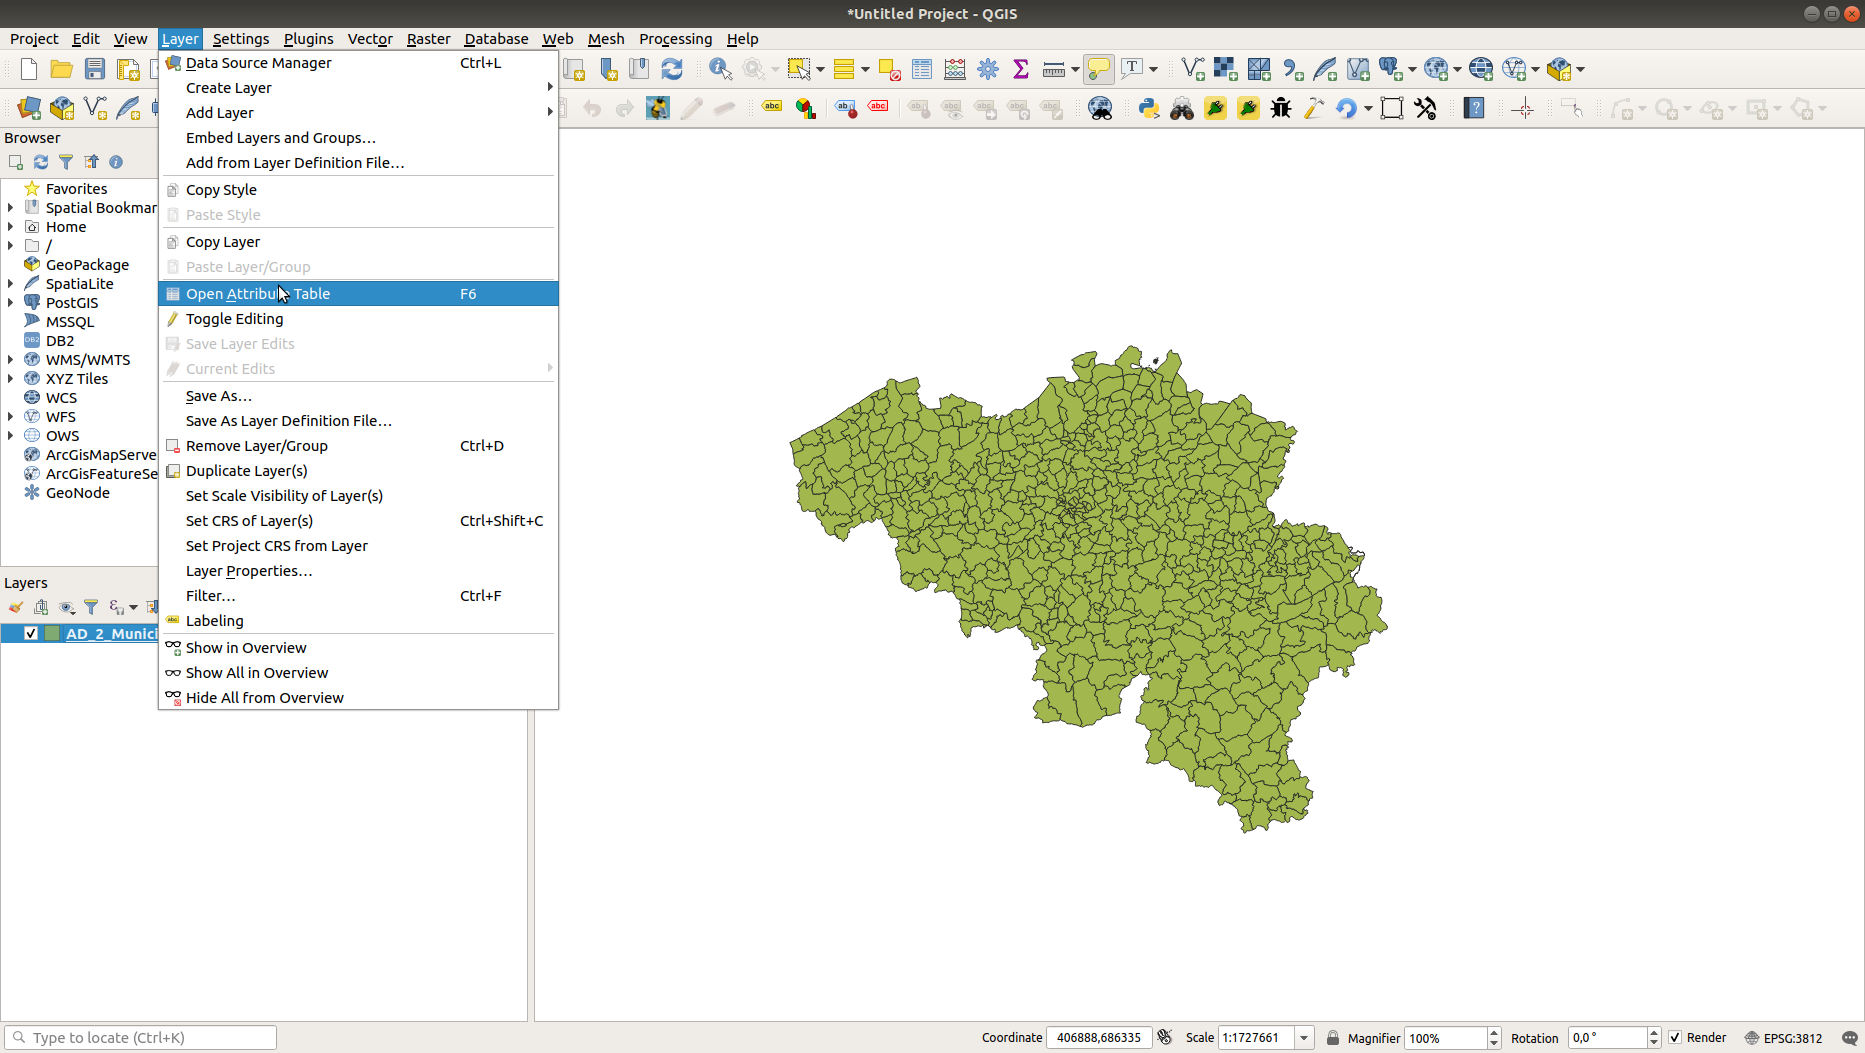 *Untitled Project - QGIS
Project Edit View Layer Settings Plugins Vector Raster Database Web Mesh Processing Help
Data Source Manager Ctrl+L
Create Layer
Add Layer
Embed Layers and Groups…
Add from Layer Definition File…
Copy Style
Paste Style
Copy Layer
Paste Layer/Group
Open Attribu Table F6
Toggle Editing
Save Layer Edits
Current Edits
Save As…
Save As Layer Definition File…
Remove Layer/Group Ctrl+D
Duplicate Layer(s)
Set Scale Visibility of Layer(s)
Set CRS of Layer(s) Ctrl+Shift+C
Set Project CRS from Layer
Layer Properties…
Filter… Ctrl+F
Labeling
Show in Overview
Show All in Overview
Hide All from Overview
T
abc abc abc
Browser
Favorites
Spatial Bookmar
Home
/
GeoPackage
SpatiaLite
PostGIS
MSSQL
DB2 DB2
WMS/WMTS
XYZ Tiles
WCS
WFS
OWS
ArcGisMapServe
ArcGisFeatureSe
GeoNode
Layers
AD_2_Munici
Type to locate (Ctrl+K)
Coordinate 406888,686335 Scale 1:1727661 Magnifier 100% Rotation 0,0 ° Render EPSG:3812